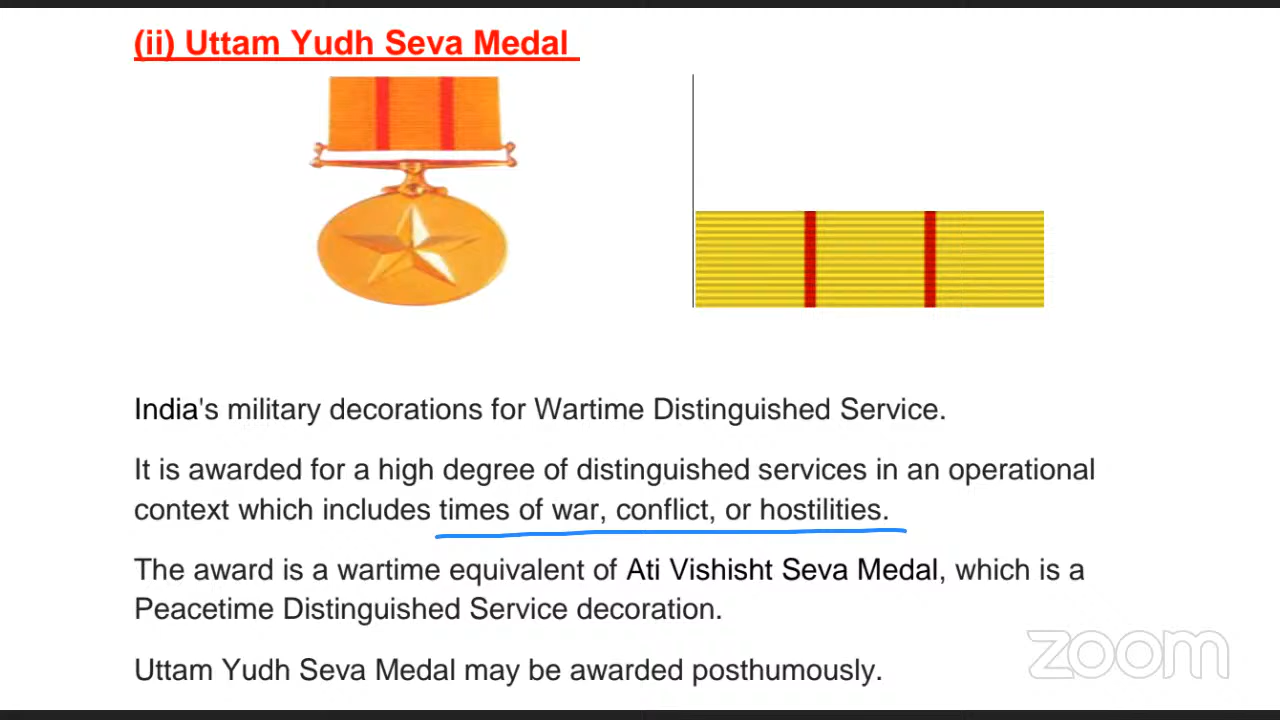 (ii) Uttam Yudh Seva Medal
India's military decorations for Wartime Distinguished Service.
It is awarded for a high degree of distinguished services in an operational
context which includes times of war, conflict, or hostilities.
The award is a wartime equivalent of Ati Vishisht Seva Medal, which is a
Peacetime Distinguished Service decoration.
Uttam Yudh Seva Medal may be awarded posthumously.
zoom